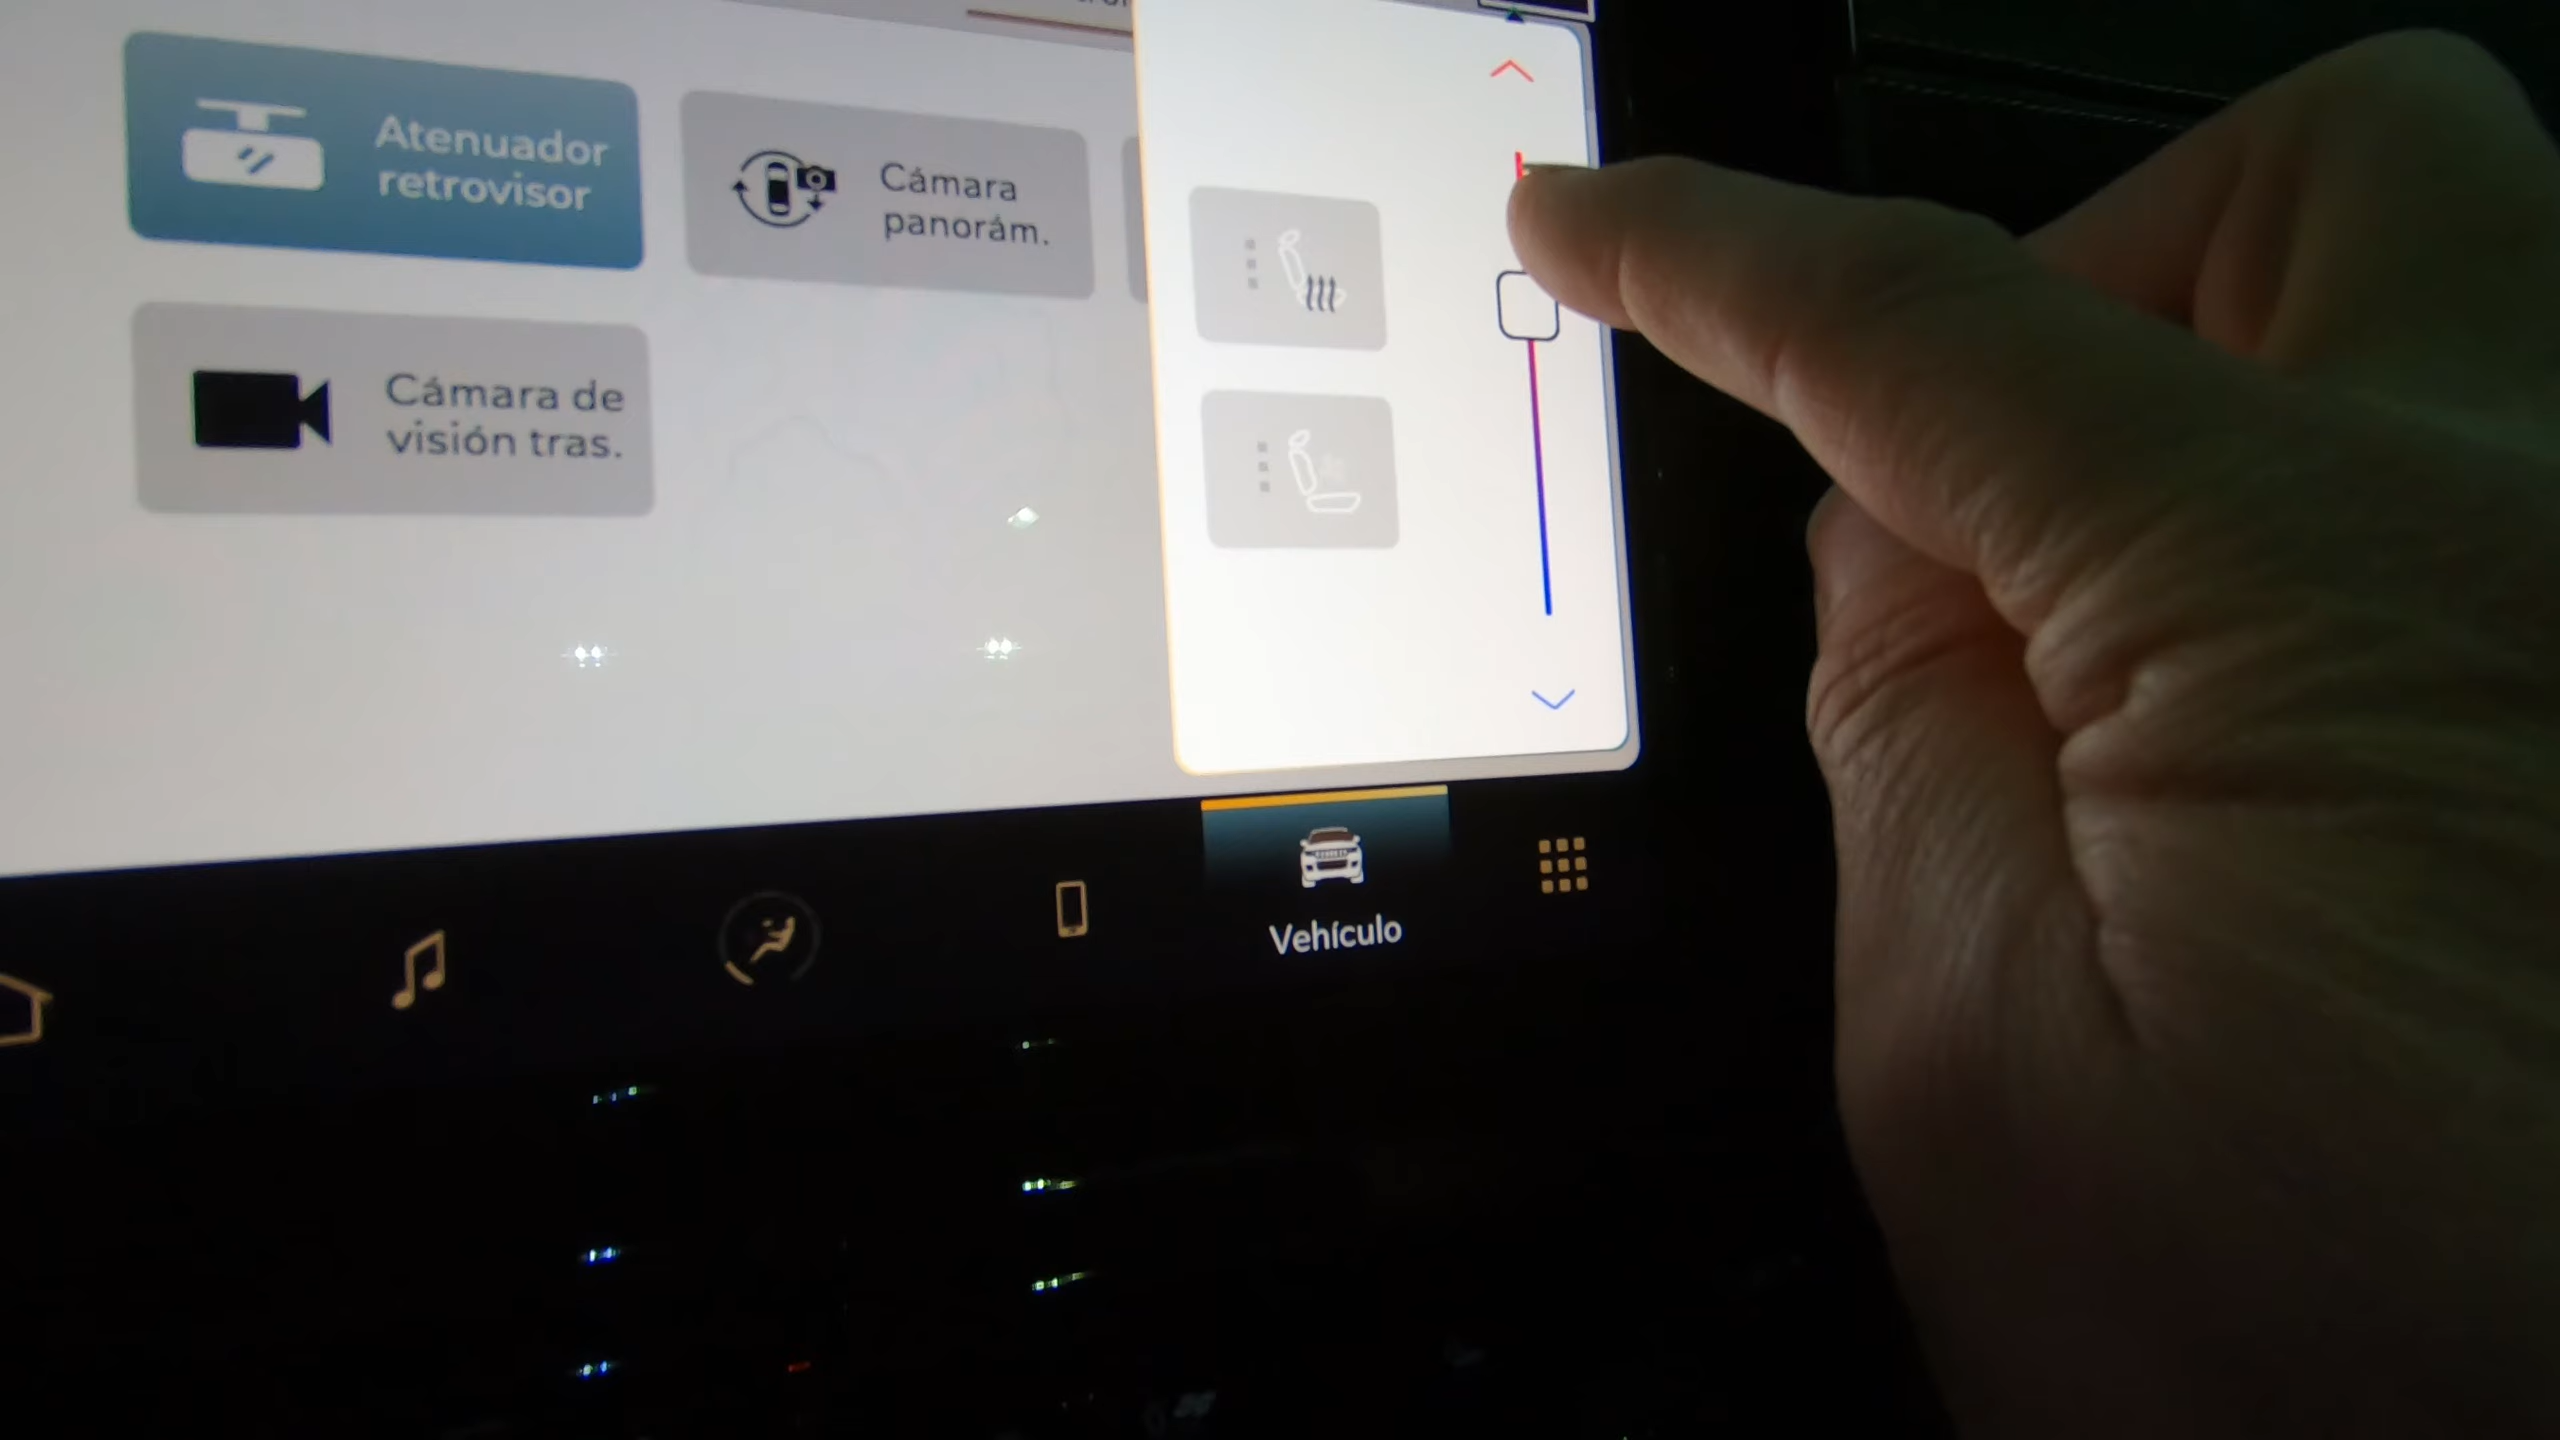 Atenuador
retrovisor
Cámara
panorám.
Cámara de
visión tras.
Vehículo